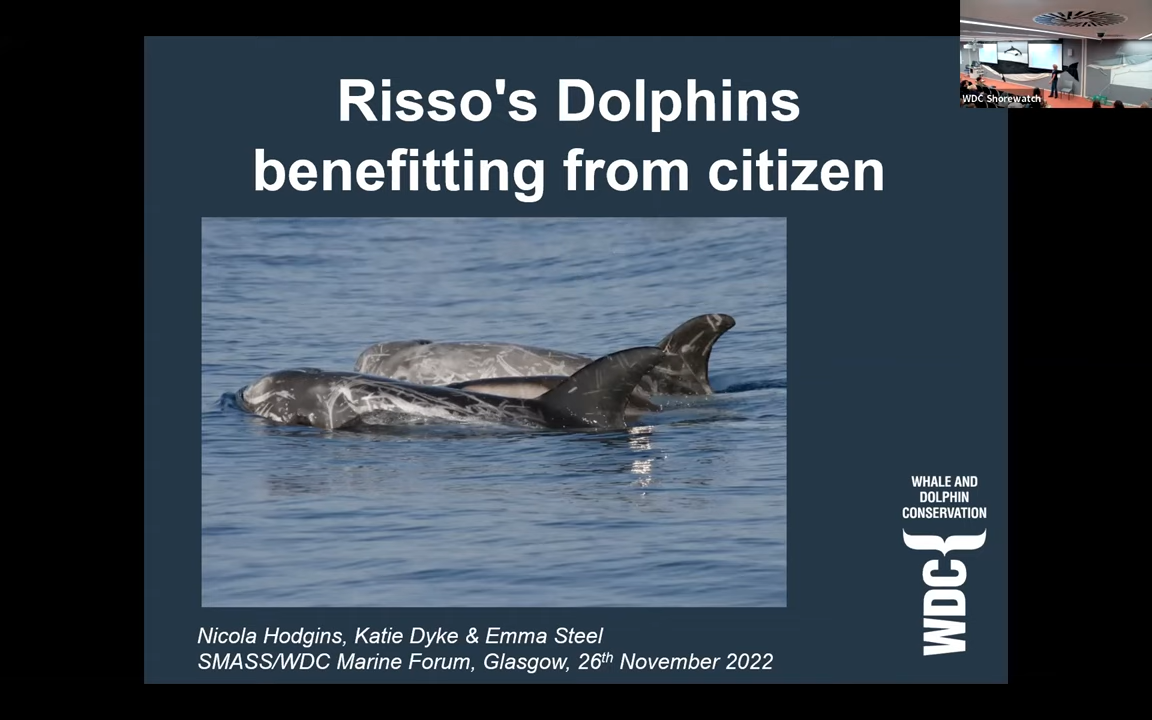 WDC Shorewatch
Risso's Dolphins
benefitting from citizen
WHALE AND
DOLPHIN
CONSERVATION
WDC
Nicola Hodgins, Katie Dyke & Emma Steel
SMASS/WDC Marine Forum, Glasgow, 26th November 2022